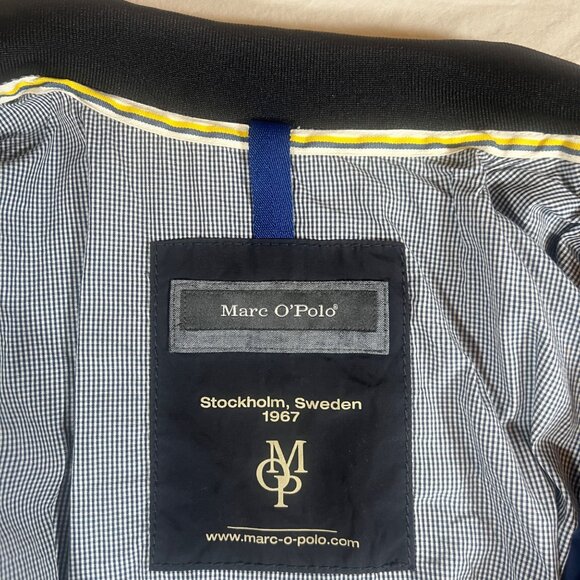 Marc O'Polo®
Stockholm, Sweden
1967
MOP
www.marc-o-polo.com